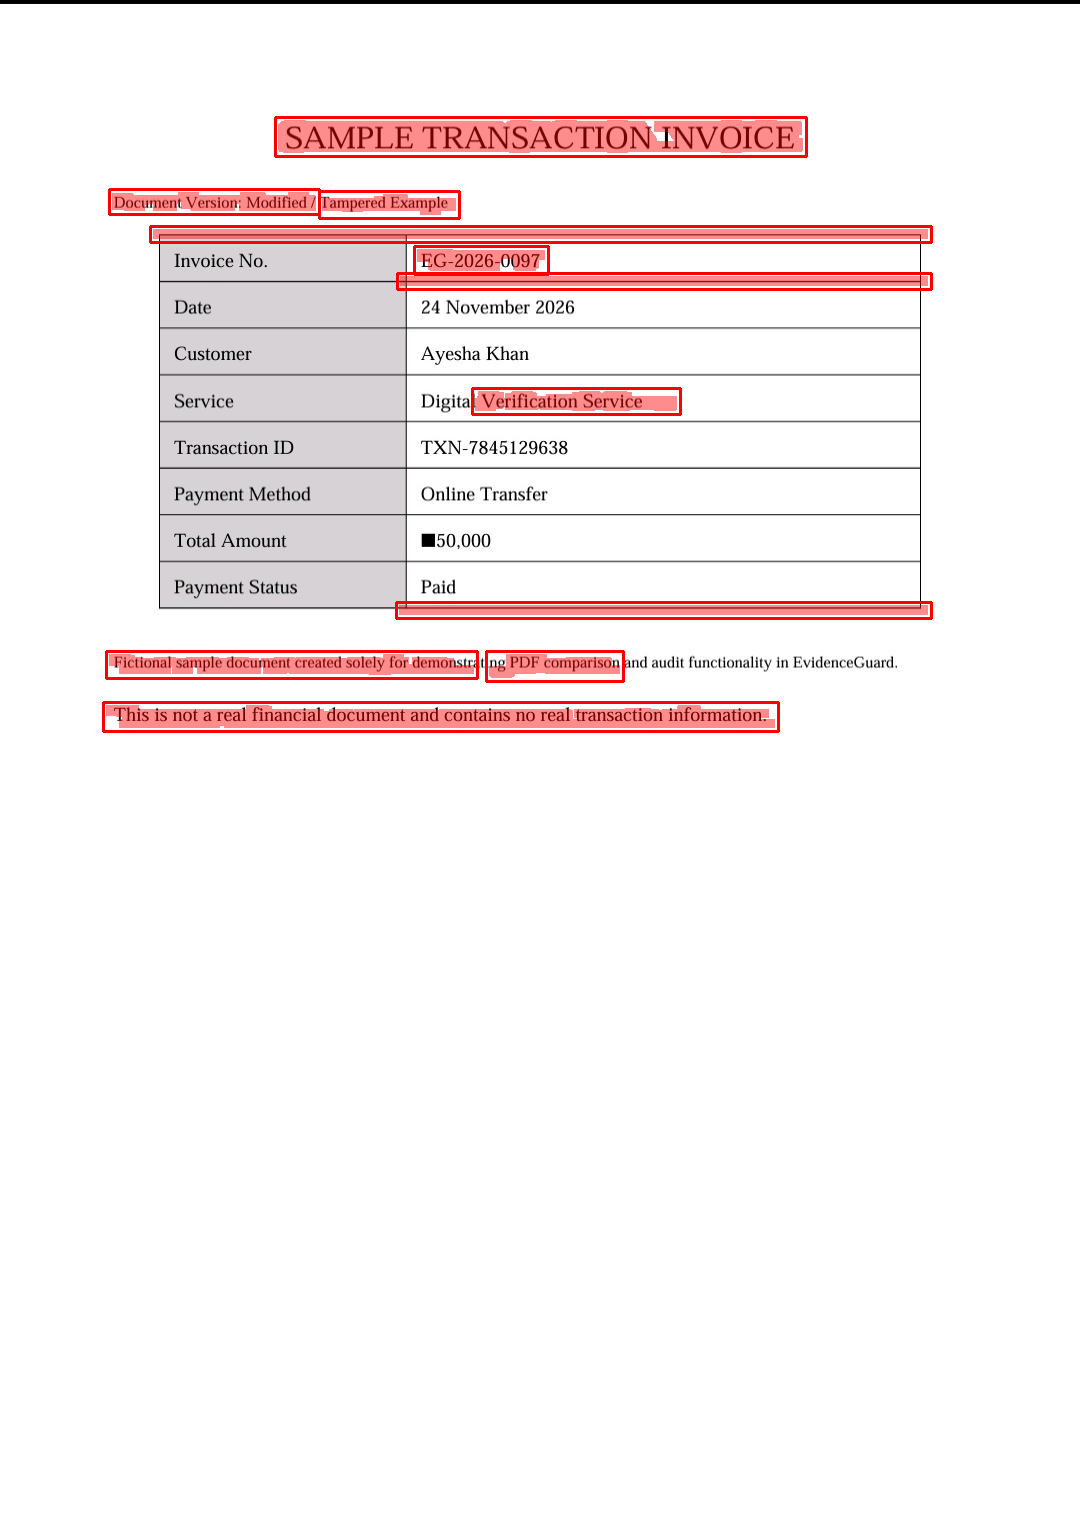 SAMPLE TRANSACTION INVOICE
Document Version: Modified / Tampered Example
Invoice No. EG-2026-0097
Date 24 November 2026
Customer Ayesha Khan
Service Digital Verification Service
Transaction ID TXN-7845129638
Payment Method Online Transfer
Total Amount ■50,000
Payment Status Paid
Fictional sample document created solely for demonstrating PDF comparison and audit functionality in EvidenceGuard.
This is not a real financial document and contains no real transaction information.